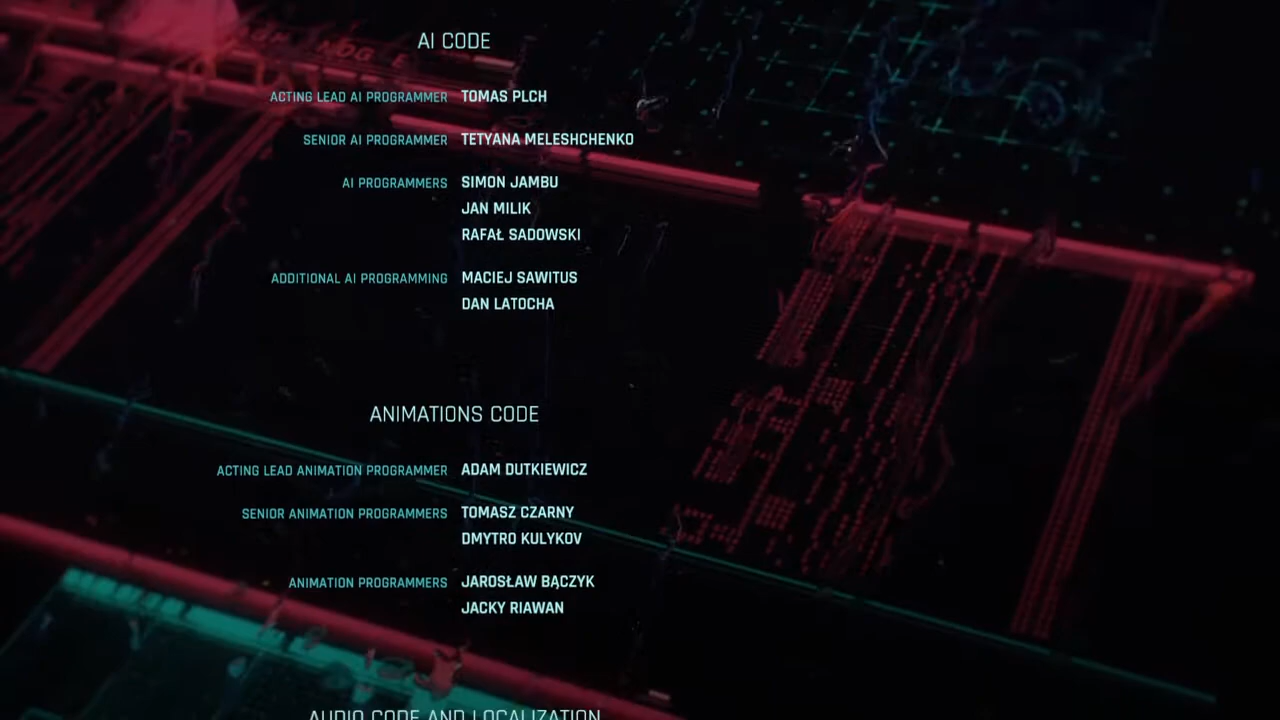 AI CODE
ACTING LEAD AI PROGRAMMER TOMAS PLCH
SENIOR AI PROGRAMMER TETYANA MELESHCHENKO
AI PROGRAMMERS SIMON JAMBU
JAN MILIK
RAFAŁ SADOWSKI
ADDITIONAL AI PROGRAMMING MACIEJ SAWITUS
DAN LATOCHA
ANIMATIONS CODE
ACTING LEAD ANIMATION PROGRAMMER ADAM DUTKIEWICZ
SENIOR ANIMATION PROGRAMMERS TOMASZ CZARNY
DMYTRO KULYKOV
ANIMATION PROGRAMMERS JAROSŁAW BĄCZYK
JACKY RIAWAN
AUDIO CODE AND LOCALIZATION